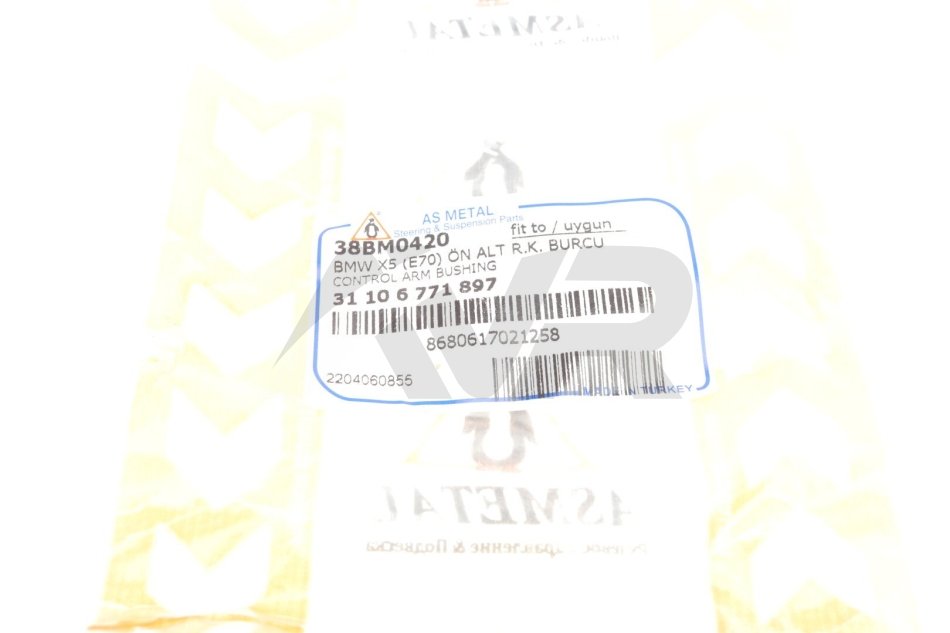 AS METAL
Steering & Suspension Parts
38BM0420 fit to / uygun
BMW X5 (E70) ÖN ALT R.K. BURCU
CONTROL ARM BUSHING
31 10 6 771 897
8680617021258
2204060855
MADE IN TURKEY
ASMETAL